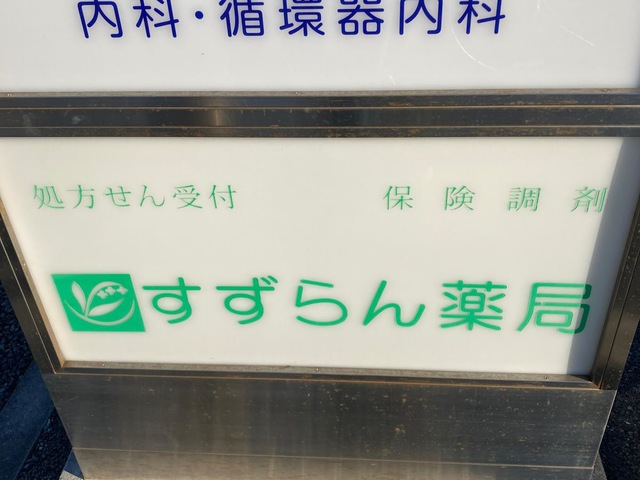 内科・循環器内科
処方せん受付 保険調剤
すずらん薬局